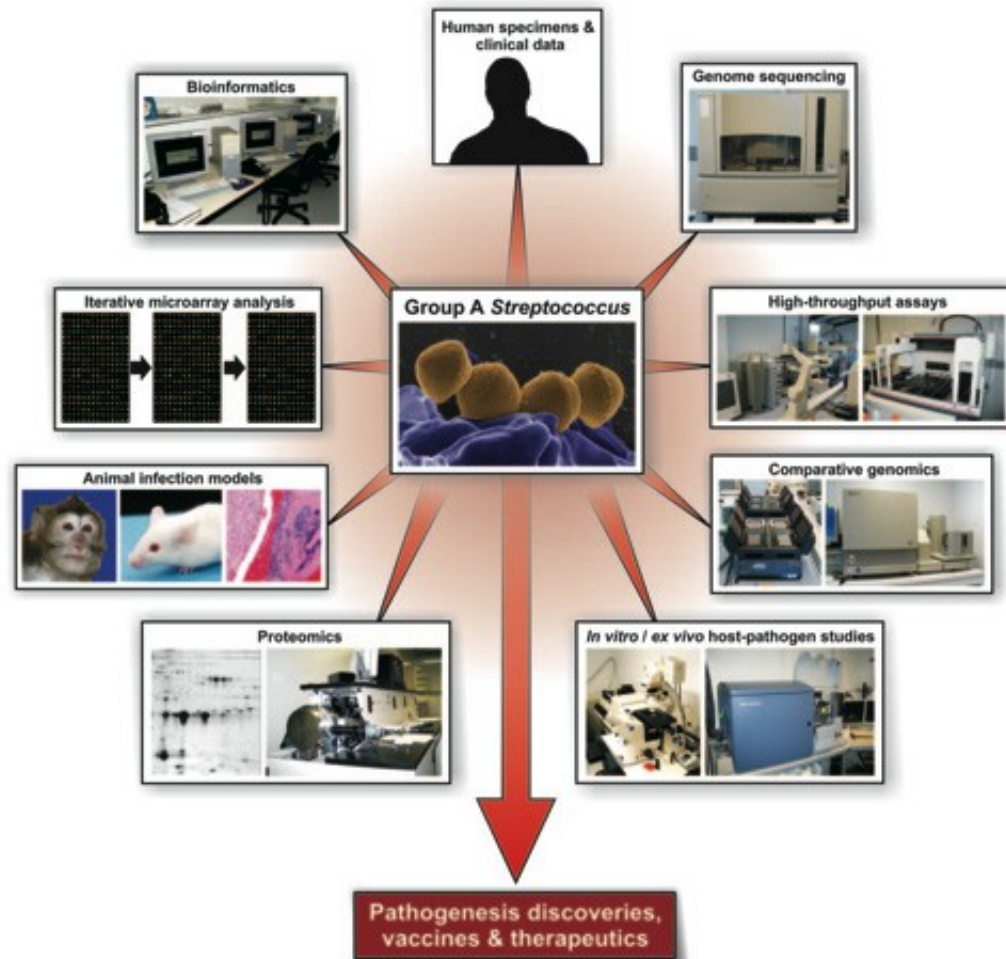 Human specimens &
clinical data
Bioinformatics
Genome sequencing
Iterative microarray analysis
Group A Streptococcus
High-throughput assays
Animal infection models
Comparative genomics
Proteomics
In vitro / ex vivo host-pathogen studies
Pathogenesis discoveries,
vaccines & therapeutics